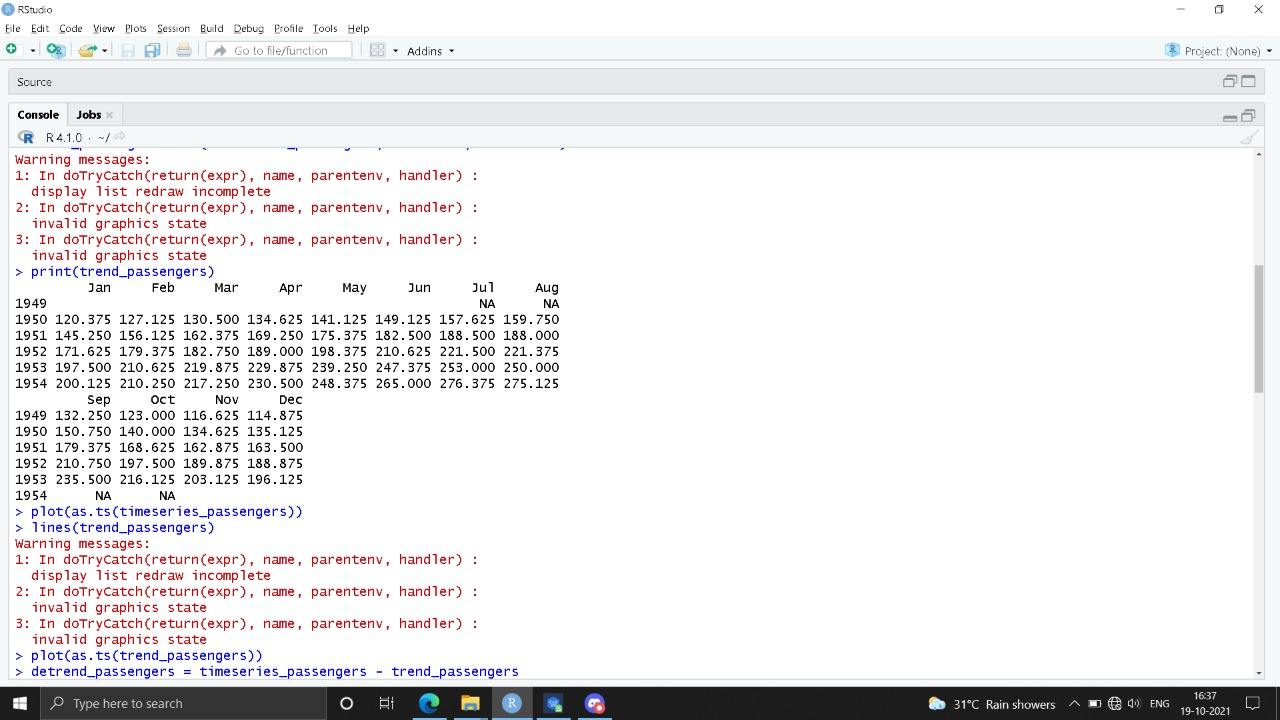 RStudio
File Edit Code View Plots Session Build Debug Profile Tools Help
Go to file/function
Addins
Project: (None)
Source
Console Jobs
R 4.1.0 · ~/
Warning messages:
1: In doTryCatch(return(expr), name, parentenv, handler) :
  display list redraw incomplete
2: In doTryCatch(return(expr), name, parentenv, handler) :
  invalid graphics state
3: In doTryCatch(return(expr), name, parentenv, handler) :
  invalid graphics state
> print(trend_passengers)
         Jan     Feb     Mar     Apr     May     Jun     Jul     Aug
1949                                                      NA      NA
1950 120.375 127.125 130.500 134.625 141.125 149.125 157.625 159.750
1951 145.250 156.125 162.375 169.250 175.375 182.500 188.500 188.000
1952 171.625 179.375 182.750 189.000 198.375 210.625 221.500 221.375
1953 197.500 210.625 219.875 229.875 239.250 247.375 253.000 250.000
1954 200.125 210.250 217.250 230.500 248.375 265.000 276.375 275.125
         Sep     Oct     Nov     Dec
1949 132.250 123.000 116.625 114.875
1950 150.750 140.000 134.625 135.125
1951 179.375 168.625 162.875 163.500
1952 210.750 197.500 189.875 188.875
1953 235.500 216.125 203.125 196.125
1954      NA      NA
> plot(as.ts(timeseries_passengers))
> lines(trend_passengers)
Warning messages:
1: In doTryCatch(return(expr), name, parentenv, handler) :
  display list redraw incomplete
2: In doTryCatch(return(expr), name, parentenv, handler) :
  invalid graphics state
3: In doTryCatch(return(expr), name, parentenv, handler) :
  invalid graphics state
> plot(as.ts(trend_passengers))
> detrend_passengers = timeseries_passengers - trend_passengers
Type here to search
31°C Rain showers
ENG
16:37
19-10-2021